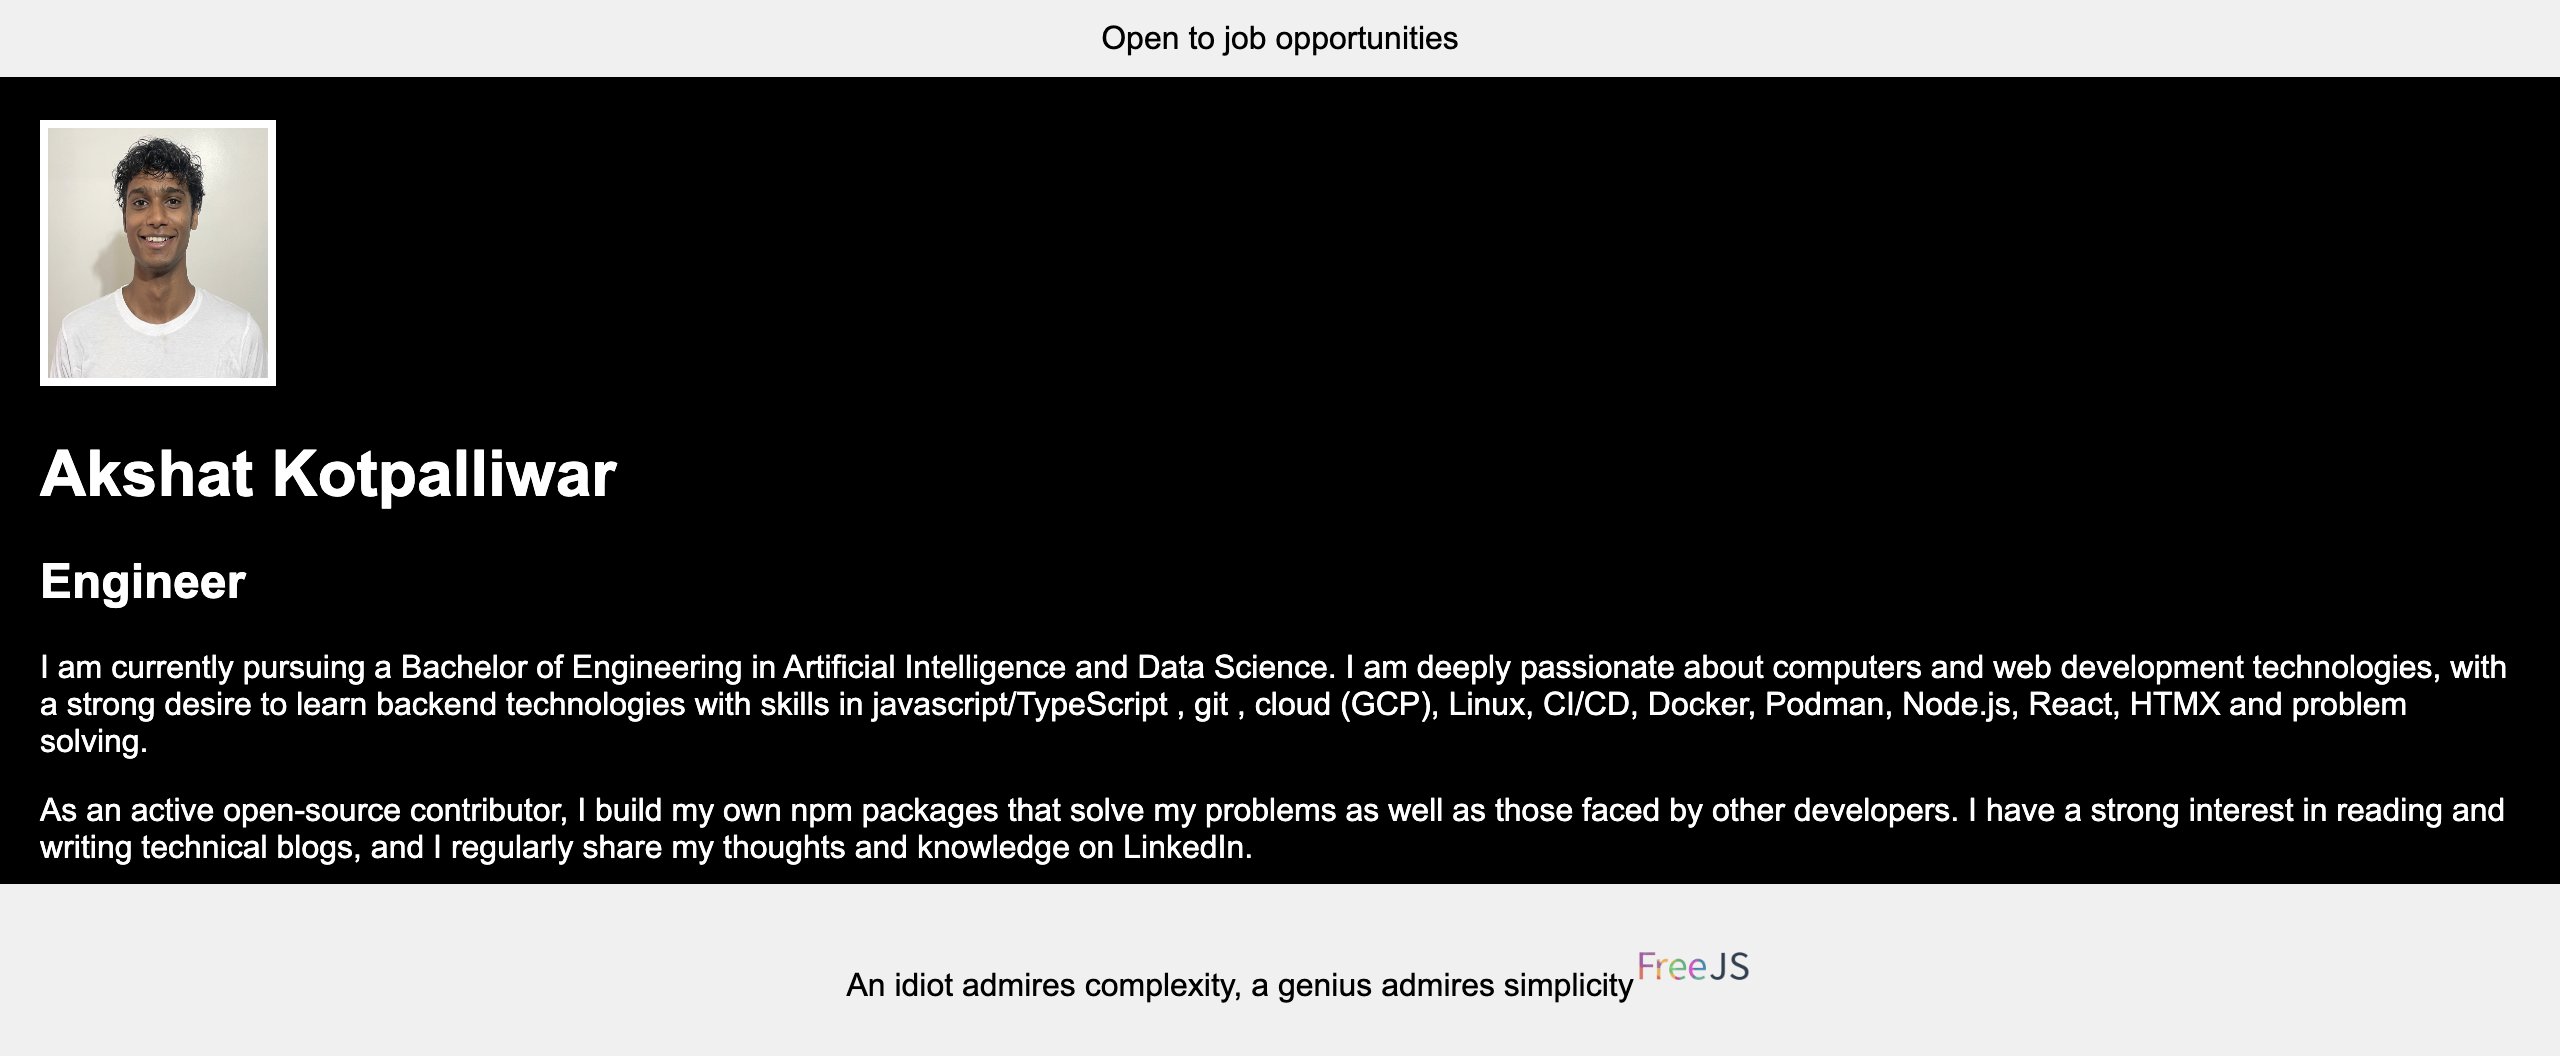 Open to job opportunities
Akshat Kotpalliwar
Engineer
I am currently pursuing a Bachelor of Engineering in Artificial Intelligence and Data Science. I am deeply passionate about computers and web development technologies, with
a strong desire to learn backend technologies with skills in javascript/TypeScript , git , cloud (GCP), Linux, CI/CD, Docker, Podman, Node.js, React, HTMX and problem
solving.
As an active open-source contributor, I build my own npm packages that solve my problems as well as those faced by other developers. I have a strong interest in reading and
writing technical blogs, and I regularly share my thoughts and knowledge on LinkedIn.
An idiot admires complexity, a genius admires simplicity FreeJS